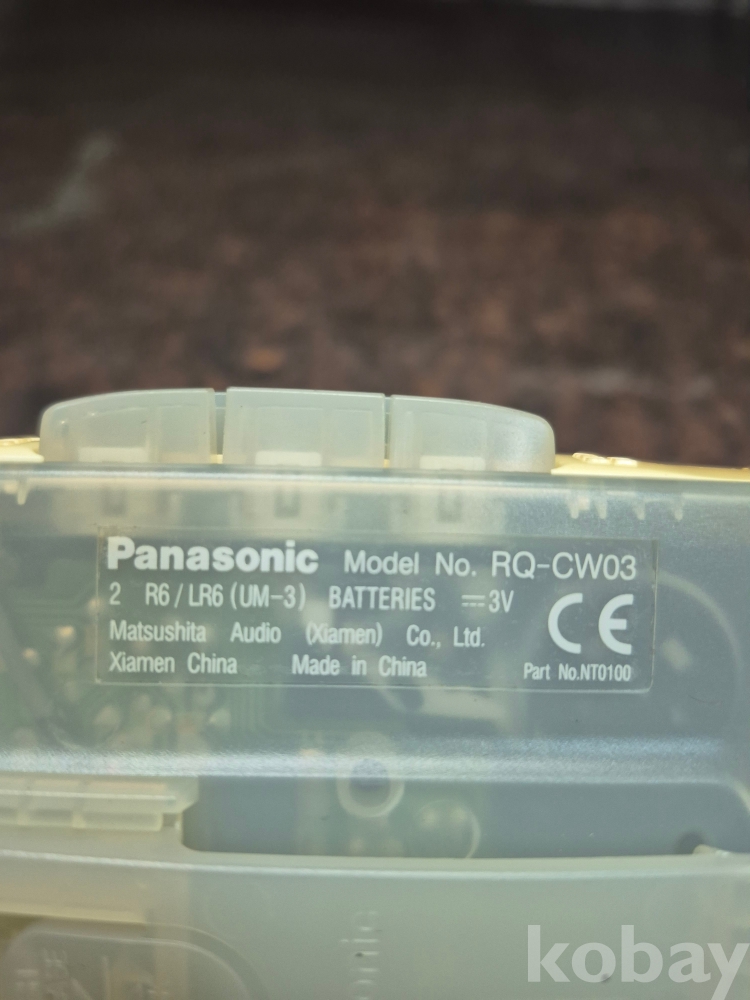 Panasonic Model No. RQ-CW03
2 R6/LR6 (UM-3) BATTERIES ⎓3V
CE
Matsushita Audio (Xiamen) Co., Ltd.
Xiamen China Made in China Part No.NT0100
kobay